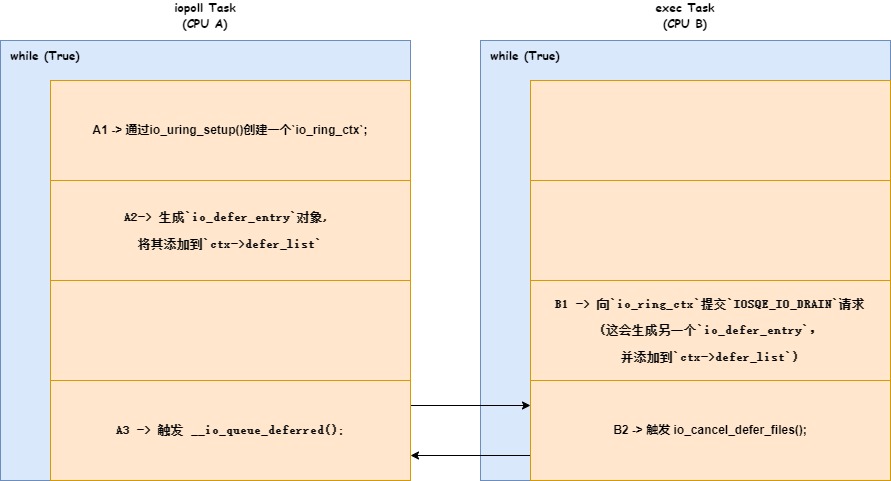 iopoll Task
(CPU A)
exec Task
(CPU B)
while (True)
while (True)
A1 -> 通过io_uring_setup()创建一个`io_ring_ctx`;
A2-> 生成`io_defer_entry`对象,
将其添加到`ctx->defer_list`
B1 -> 向`io_ring_ctx`提交`IOSQE_IO_DRAIN`请求
(这会生成另一个`io_defer_entry`,
并添加到`ctx->defer_list`)
A3 -> 触发 __io_queue_deferred();
B2 -> 触发 io_cancel_defer_files();